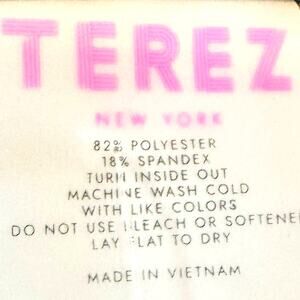 TEREZ
NEW YORK
82% POLYESTER
18% SPANDEX
TURN INSIDE OUT
MACHINE WASH COLD
WITH LIKE COLORS
DO NOT USE BLEACH OR SOFTENE
LAY FLAT TO DRY
MADE IN VIETNAM